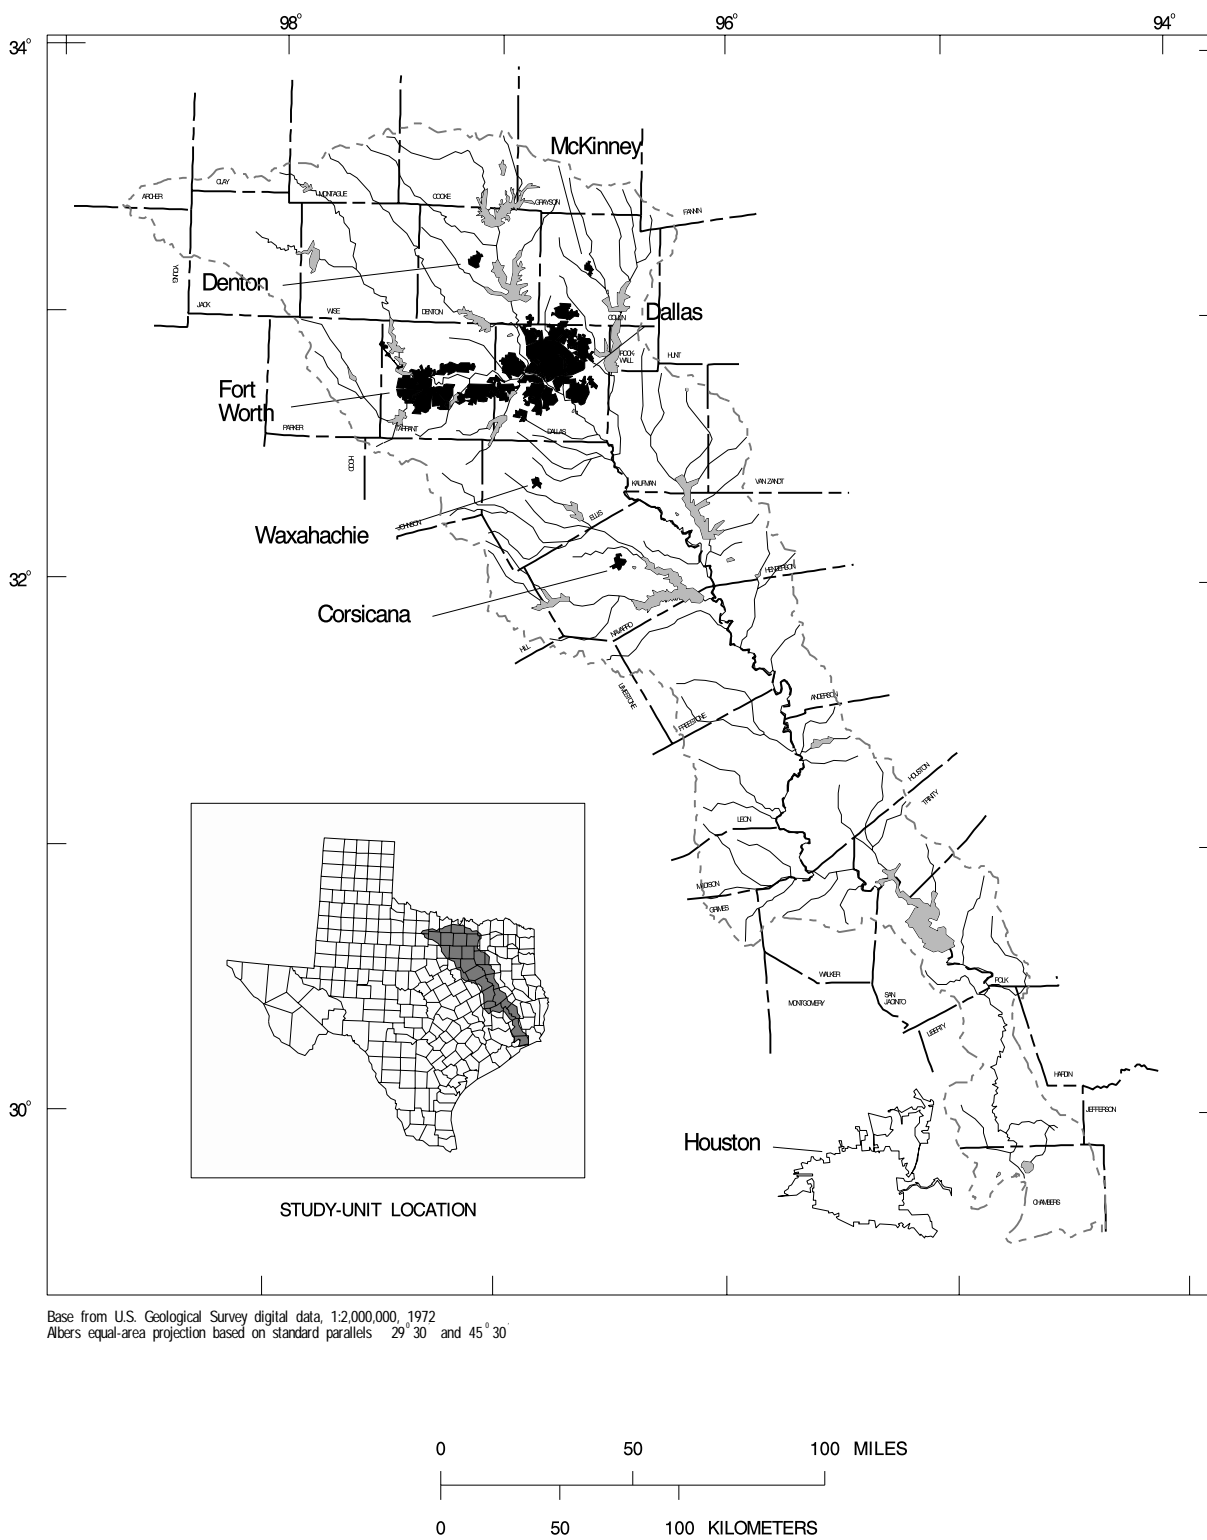 98° 96° 94°
34°
McKinney
CLAY
ARCHER
MONTAGUE
COOKE
GRAYSON
FANNIN
YOUNG
Denton
JACK
WISE
DENTON
COLLIN
Dallas
ROCK-
WALL
HUNT
Fort
Worth
PARKER
TARRANT
DALLAS
HOOD
KAUFMAN
VAN ZANDT
JOHNSON
ELLIS
Waxahachie
HENDERSON
32°
Corsicana
NAVARRO
HILL
LIMESTONE
FREESTONE
ANDERSON
HOUSTON
TRINITY
LEON
MADISON
GRIMES
WALKER
POLK
MONTGOMERY
SAN
JACINTO
LIBERTY
HARDIN
30°
JEFFERSON
Houston
CHAMBERS
STUDY-UNIT LOCATION
Base from U.S. Geological Survey digital data, 1:2,000,000, 1972
Albers equal-area projection based on standard parallels 29°30 and 45°30'
0 50 100 MILES
0 50 100 KILOMETERS